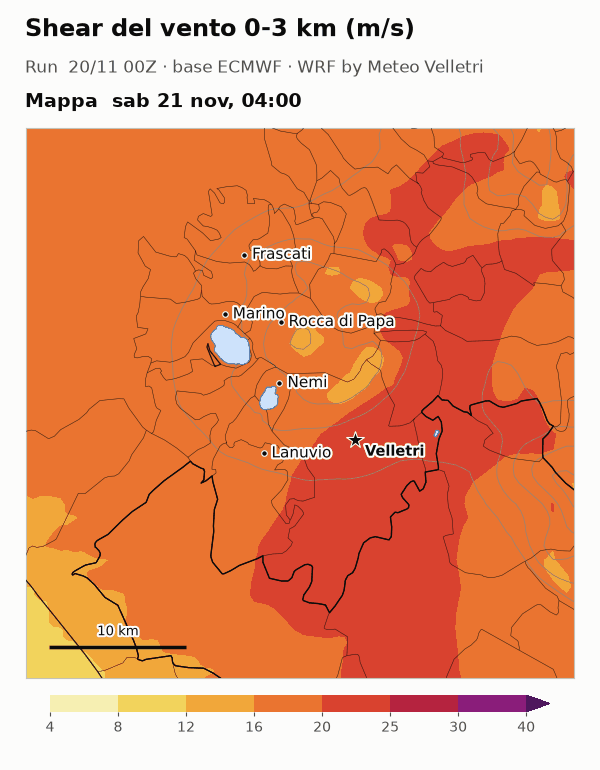 Shear del vento 0-3 km (m/s)
Run  20/11 00Z · base ECMWF · WRF by Meteo Velletri
Mappa  sab 21 nov, 04:00
Frascati
Marino
Rocca di Papa
Nemi
Velletri
Lanuvio
10 km
4 8 12 16 20 25 30 40